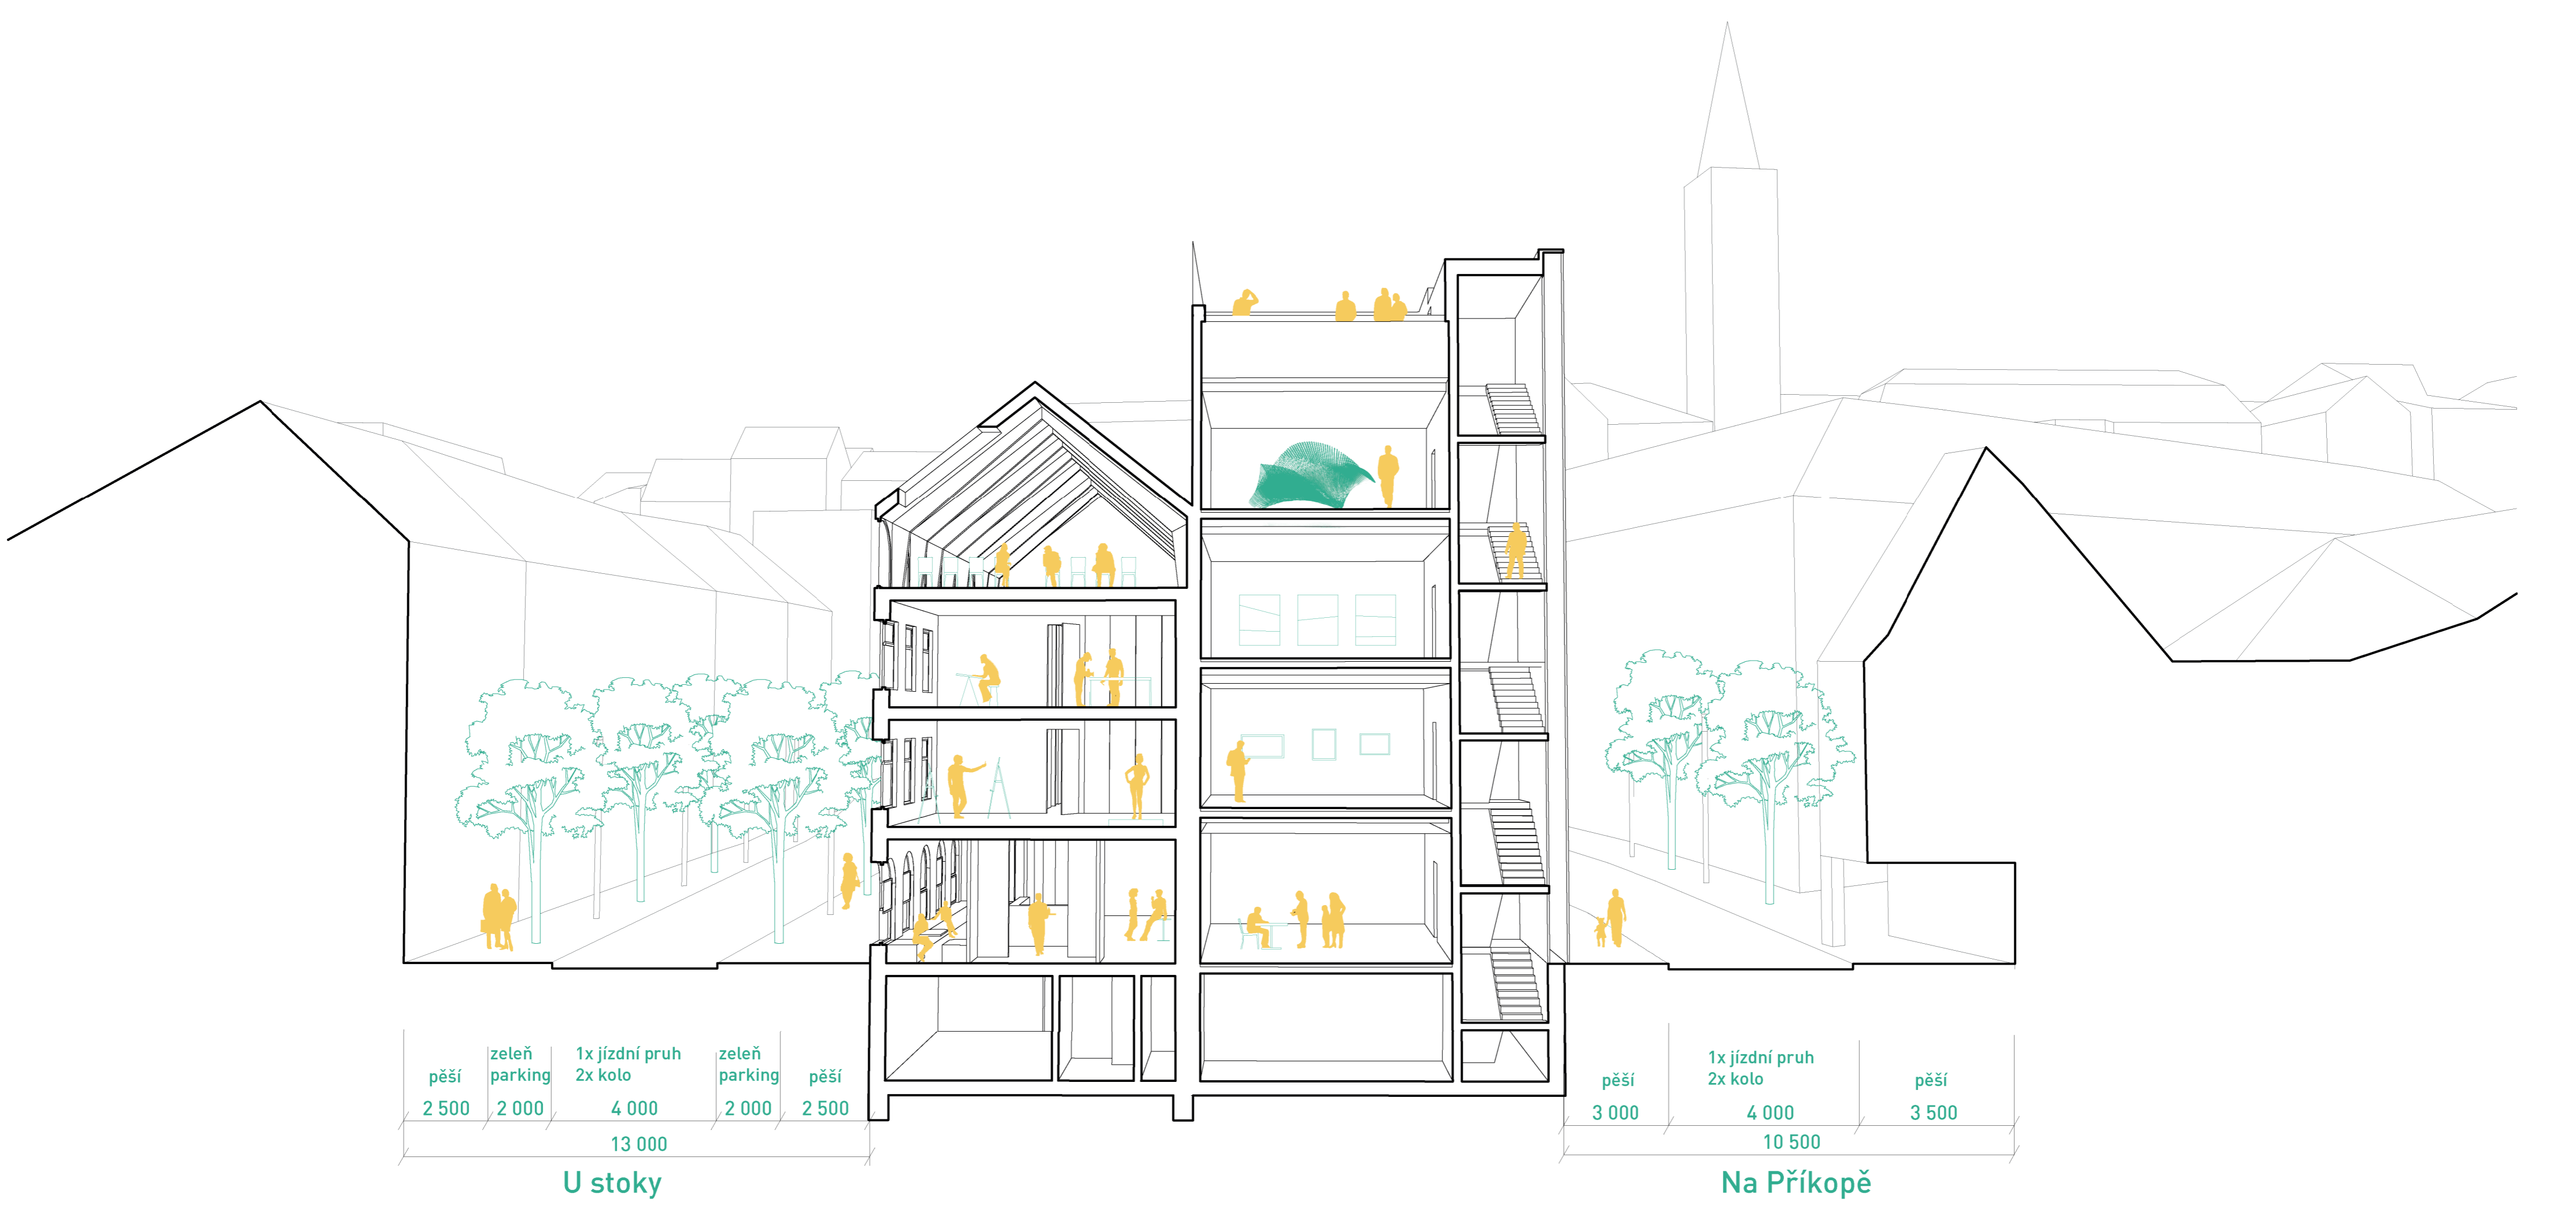 zeleň
parking
1x jízdní pruh
2x kolo
zeleň
parking
pěší
pěší
2 500
2 000
4 000
2 000
2 500
13 000
U stoky
1x jízdní pruh
2x kolo
pěší
pěší
3 000
4 000
3 500
10 500
Na Příkopě